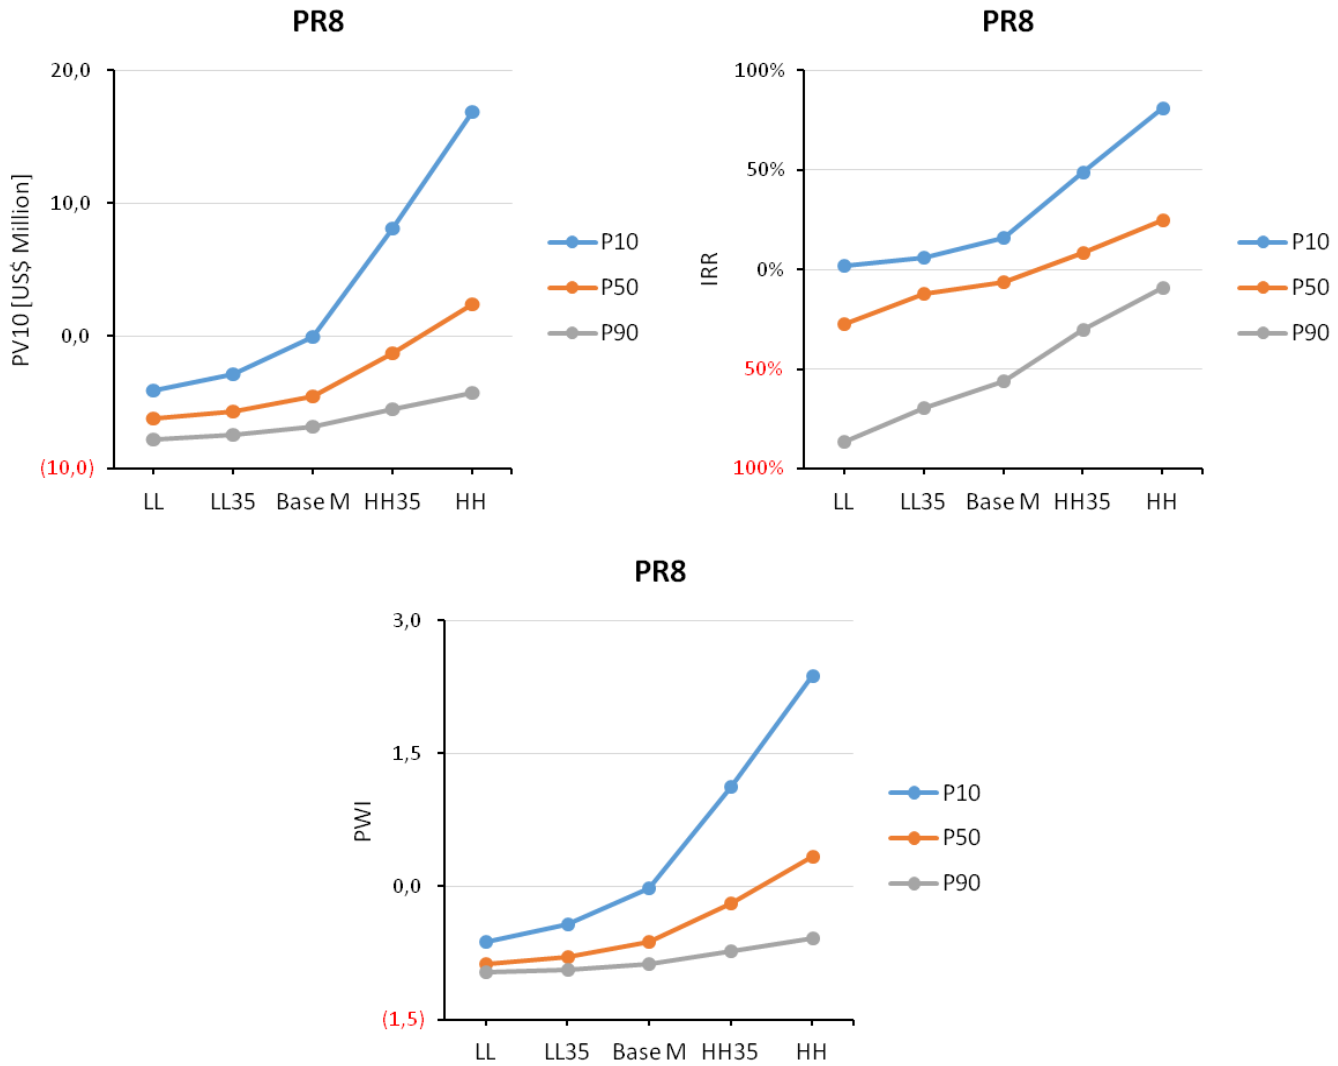 PR8
PV10 [US$ Million]
20,0
10,0
0,0
(10,0)
LL LL35 Base M HH35 HH
P10
P50
P90
PR8
IRR
100%
50%
0%
50%
100%
LL LL35 Base M HH35 HH
P10
P50
P90
PR8
PWI
3,0
1,5
0,0
(1,5)
LL LL35 Base M HH35 HH
P10
P50
P90